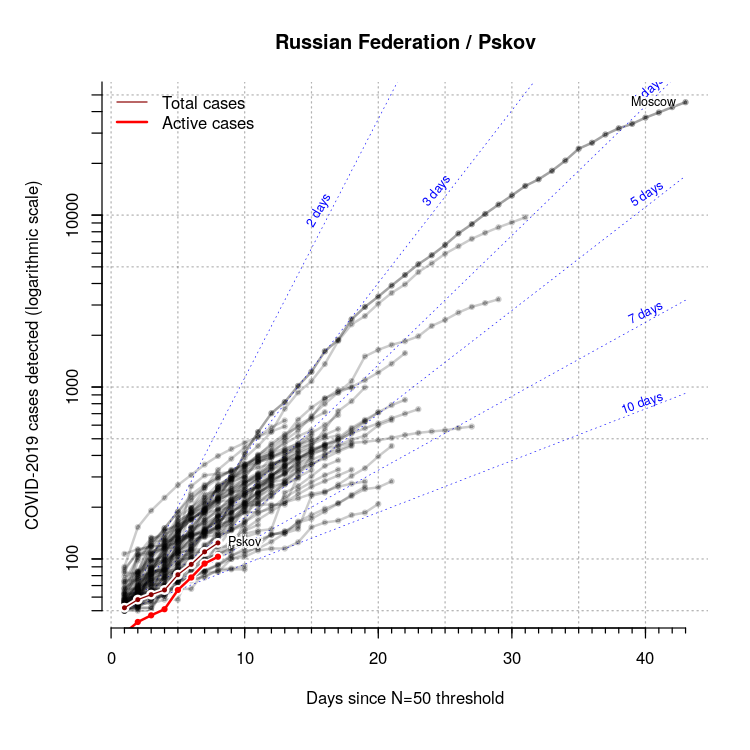 Russian Federation / Pskov
Total cases
Active cases
2 days
3 days
days
Moscow
5 days
7 days
10 days
Pskov
COVID-2019 cases detected (logarithmic scale)
100
1000
10000
0
10
20
30
40
Days since N=50 threshold